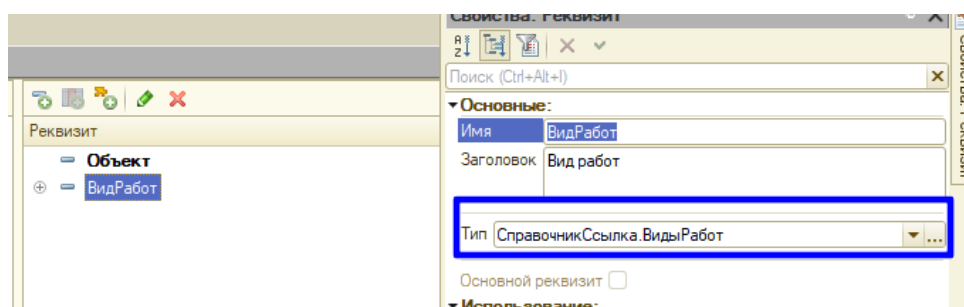 Свойства: Реквизит
Поиск (Ctrl+Alt+I)
Основные:
Реквизит
Имя
ВидРабот
Объект
Заголовок
Вид работ
ВидРабот
Тип
СправочникСсылка.ВидыРабот
...
Основной реквизит
Использование: